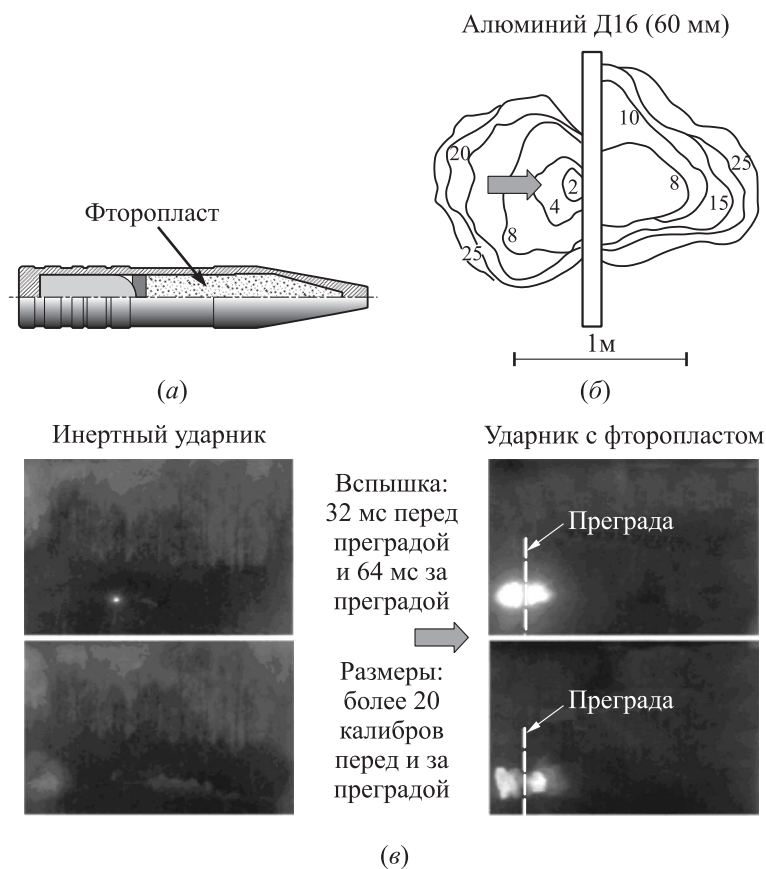 Алюминий Д16 (60 мм)
Фторопласт
10
20
25
2
8
4
15
8
25
1м
(а)
(б)
Инертный ударник
Ударник с фторопластом
Вспышка:
32 мс перед
преградой
и 64 мс за
преградой
Преграда
Размеры:
более 20
калибров
перед и за
преградой
Преграда
(в)